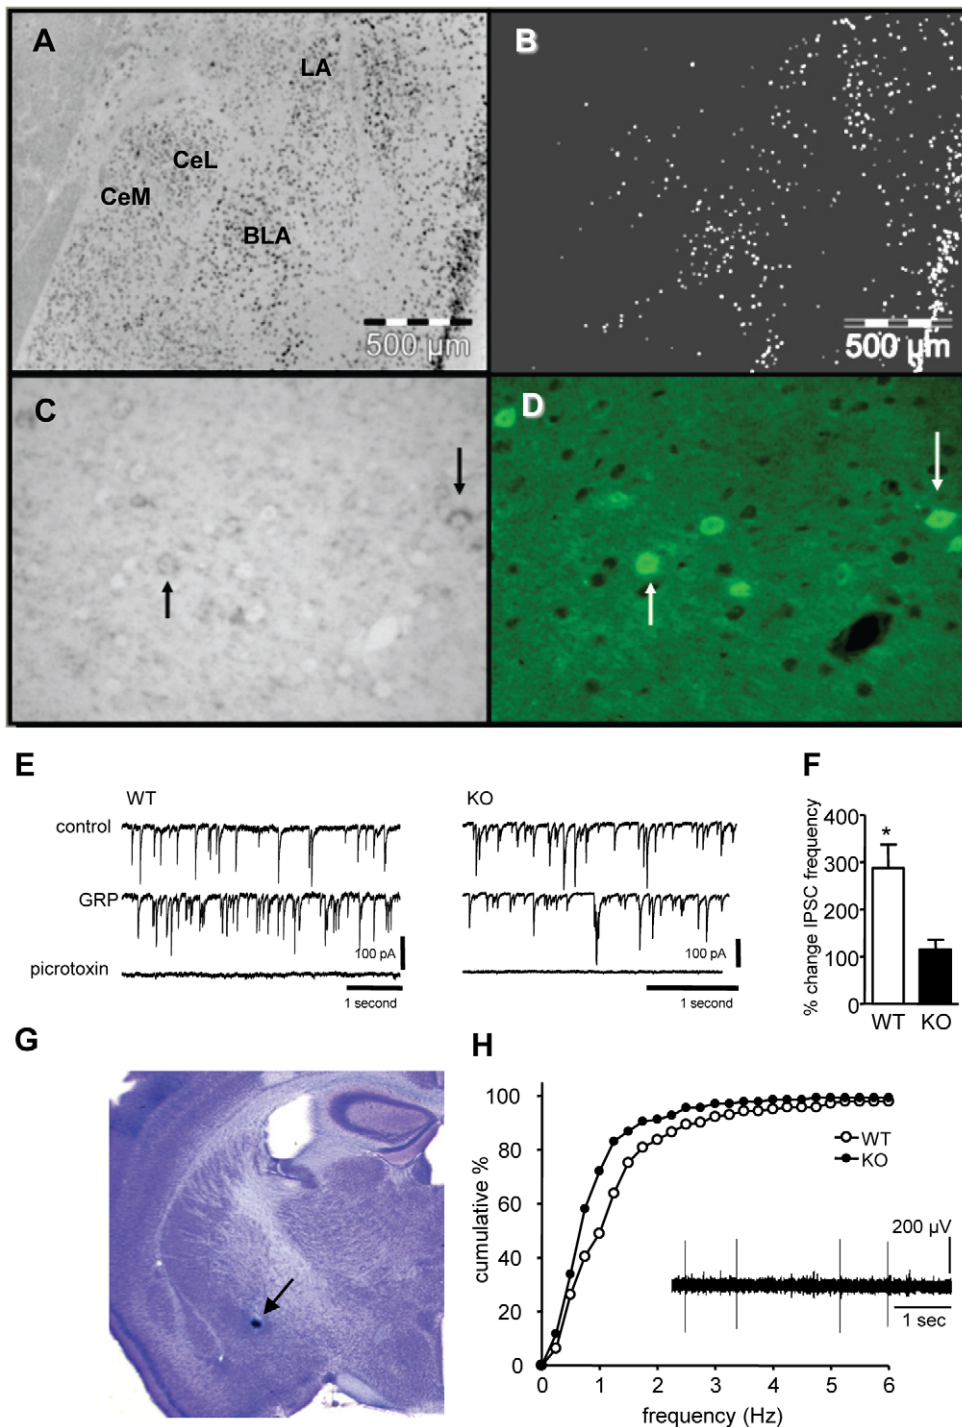 A
LA
CeL
CeM
BLA
500 µm
B
500 µm
C
D
E
WT
KO
control
GRP
100 pA
100 pA
picrotoxin
1 second
1 second
F
% change IPSC frequency
400
300
200
100
0
*
WT
KO
G
H
cumulative %
100
80
60
40
20
0
WT
KO
200 µV
1 sec
0 1 2 3 4 5 6
frequency (Hz)